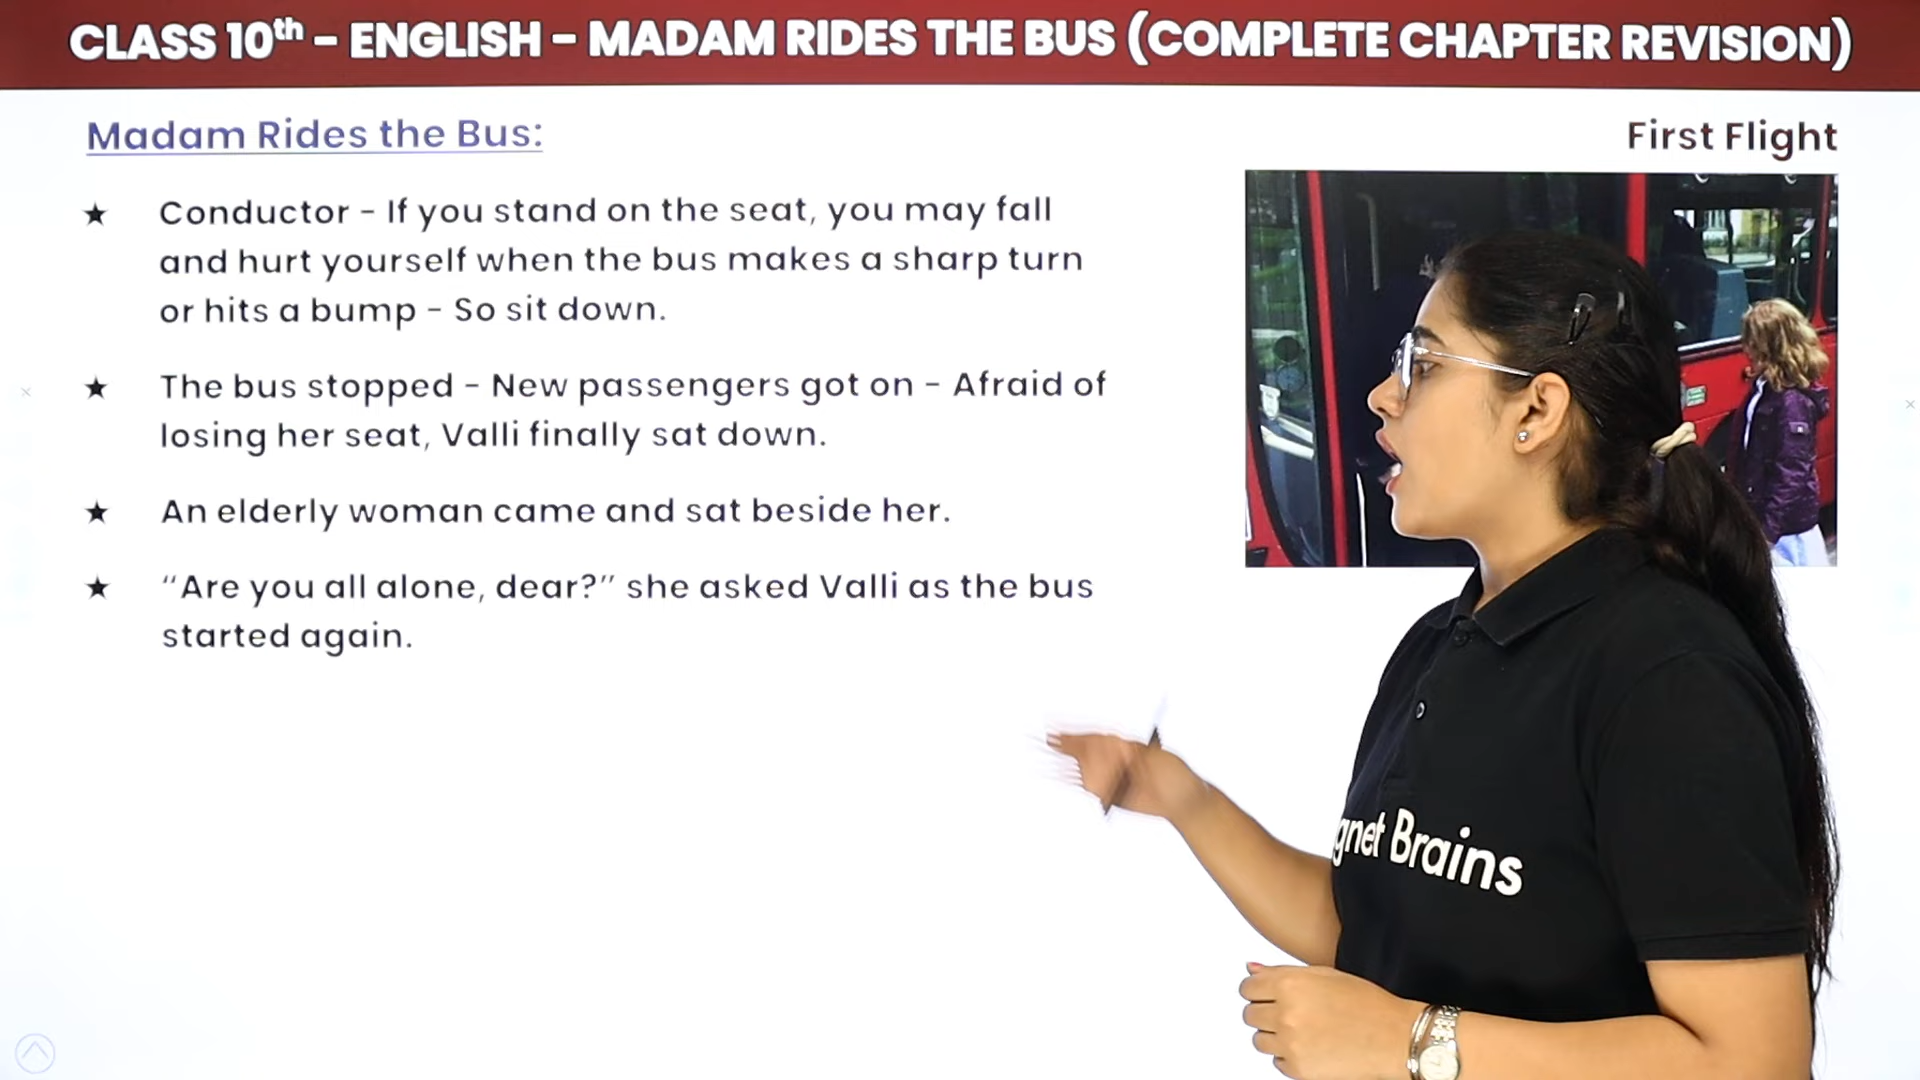 CLASS 10th – ENGLISH – MADAM RIDES THE BUS (COMPLETE CHAPTER REVISION)
Madam Rides the Bus:
First Flight
★ Conductor – If you stand on the seat, you may fall
and hurt yourself when the bus makes a sharp turn
or hits a bump – So sit down.
★ The bus stopped – New passengers got on – Afraid of
losing her seat, Valli finally sat down.
★ An elderly woman came and sat beside her.
★ “Are you all alone, dear?” she asked Valli as the bus
started again.
gnet Brains